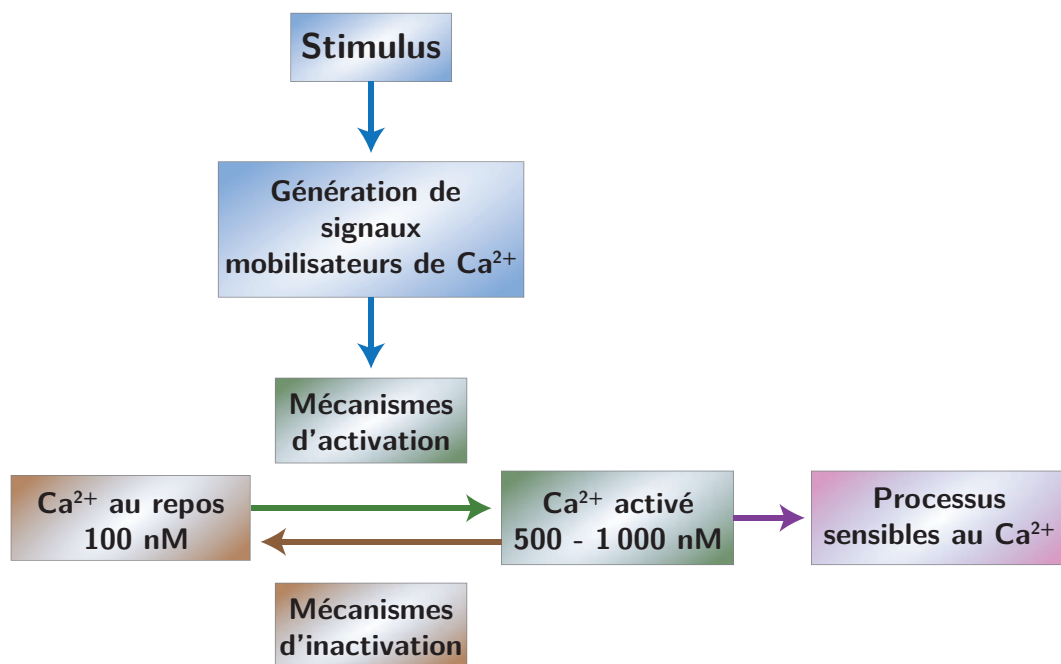 Stimulus
Génération de
signaux
mobilisateurs de Ca²⁺
Mécanismes
d'activation
Ca²⁺ au repos
100 nM
Ca²⁺ activé
500 - 1 000 nM
Processus
sensibles au Ca²⁺
Mécanismes
d'inactivation